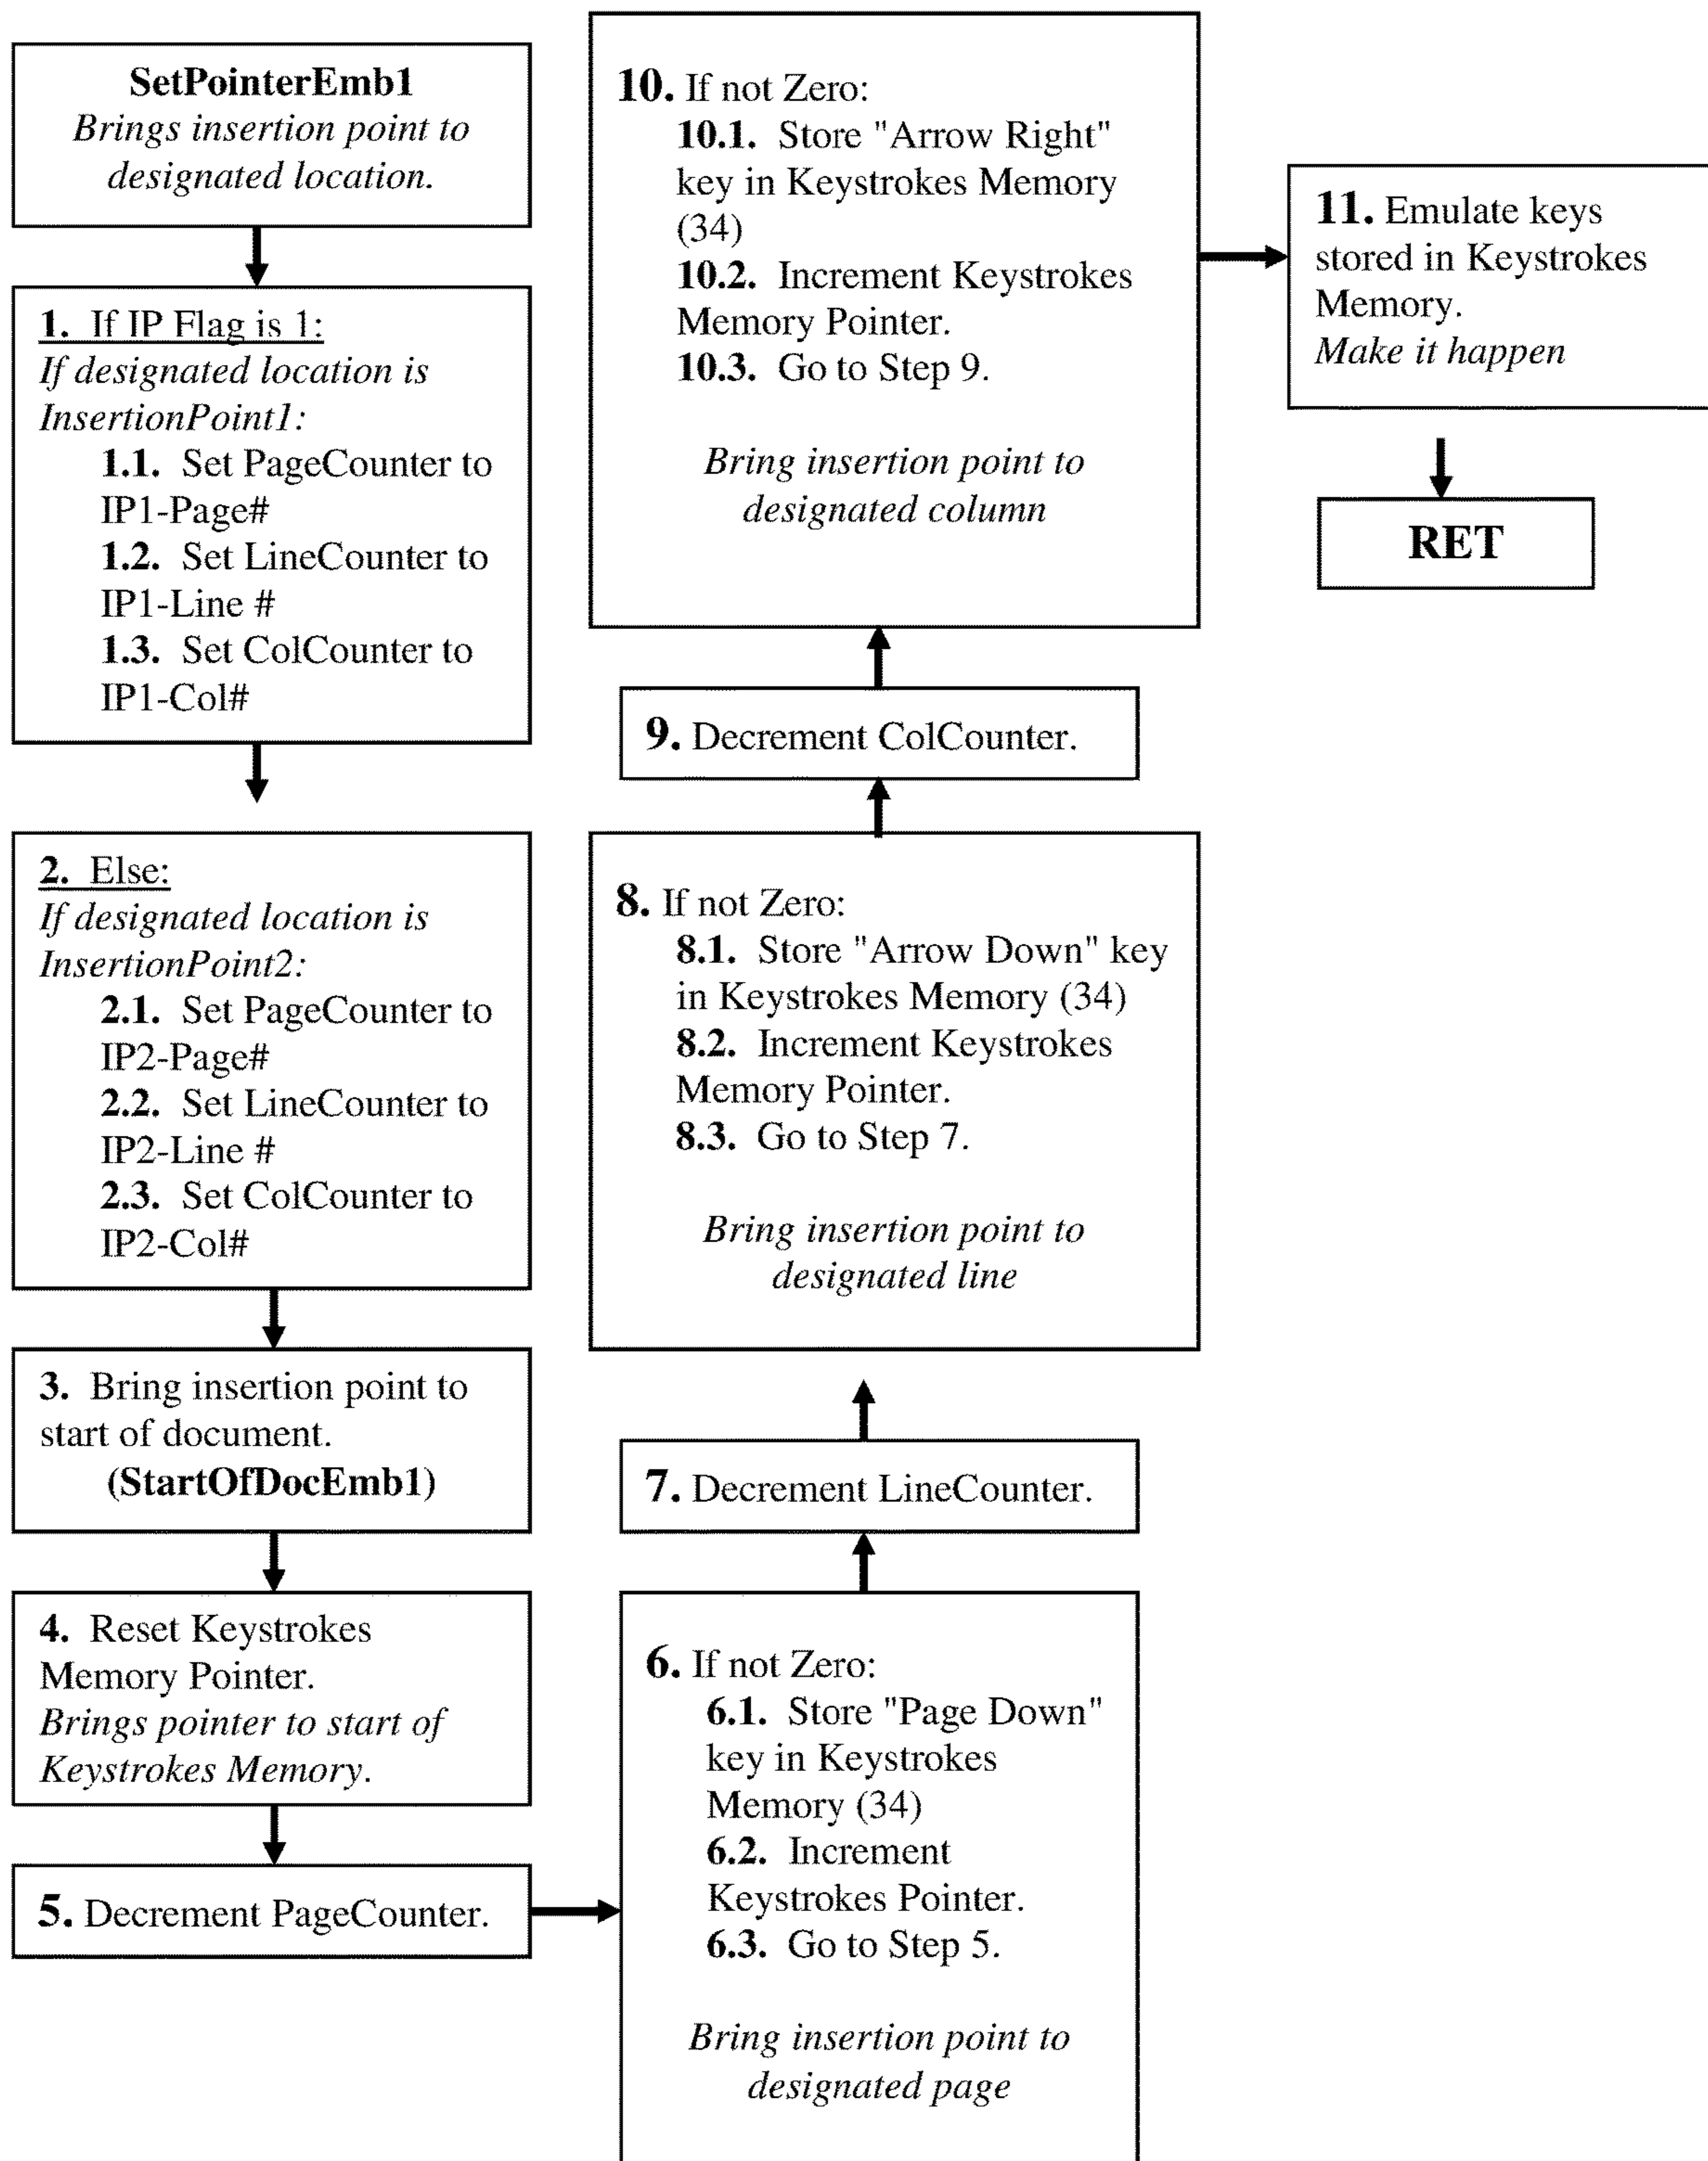 SetPointerEmb1
Brings insertion point to
designated location.
1. If IP Flag is 1:
If designated location is
InsertionPoint1:
1.1. Set PageCounter to
IP1-Page#
1.2. Set LineCounter to
IP1-Line #
1.3. Set ColCounter to
IP1-Col#
2. Else:
If designated location is
InsertionPoint2:
2.1. Set PageCounter to
IP2-Page#
2.2. Set LineCounter to
IP2-Line #
2.3. Set ColCounter to
IP2-Col#
3. Bring insertion point to
start of document.
(StartOfDocEmb1)
4. Reset Keystrokes
Memory Pointer.
Brings pointer to start of
Keystrokes Memory.
5. Decrement PageCounter.
6. If not Zero:
6.1. Store "Page Down"
key in Keystrokes
Memory (34)
6.2. Increment
Keystrokes Pointer.
6.3. Go to Step 5.
Bring insertion point to
designated page
7. Decrement LineCounter.
8. If not Zero:
8.1. Store "Arrow Down" key
in Keystrokes Memory (34)
8.2. Increment Keystrokes
Memory Pointer.
8.3. Go to Step 7.
Bring insertion point to
designated line
9. Decrement ColCounter.
10. If not Zero:
10.1. Store "Arrow Right"
key in Keystrokes Memory
(34)
10.2. Increment Keystrokes
Memory Pointer.
10.3. Go to Step 9.
Bring insertion point to
designated column
11. Emulate keys
stored in Keystrokes
Memory.
Make it happen
RET